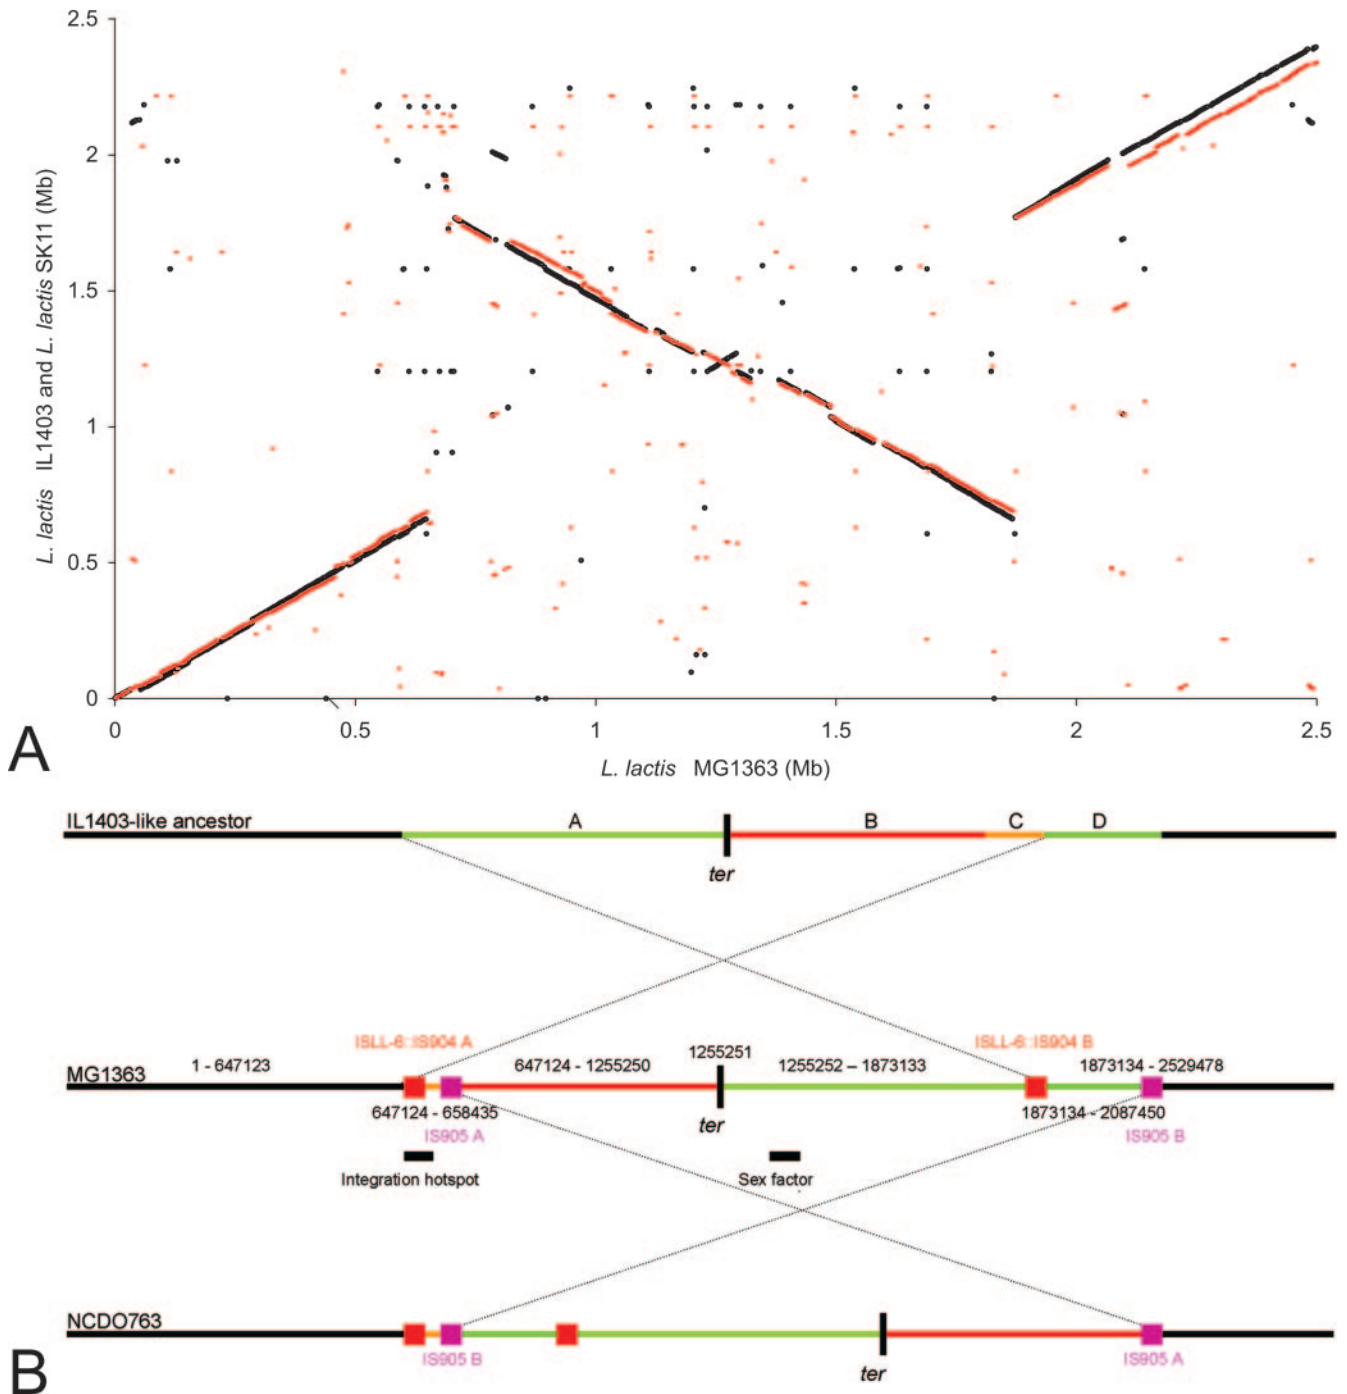 A
2.5
2
1.5
1
0.5
0
L. lactis IL1403 and L. lactis SK11 (Mb)
0 0.5 1 1.5 2 2.5
L. lactis MG1363 (Mb)
B
IL1403-like ancestor A B C D
ter
ISLL-6::IS904 A ISLL-6::IS904 B
1255251
1 - 647123 647124 - 1255250 1255252 – 1873133 1873134 - 2529478
MG1363
647124 - 658435 ter 1873134 - 2087450
IS905 A IS905 B
Integration hotspot Sex factor
NCDO763
IS905 B ter IS905 A